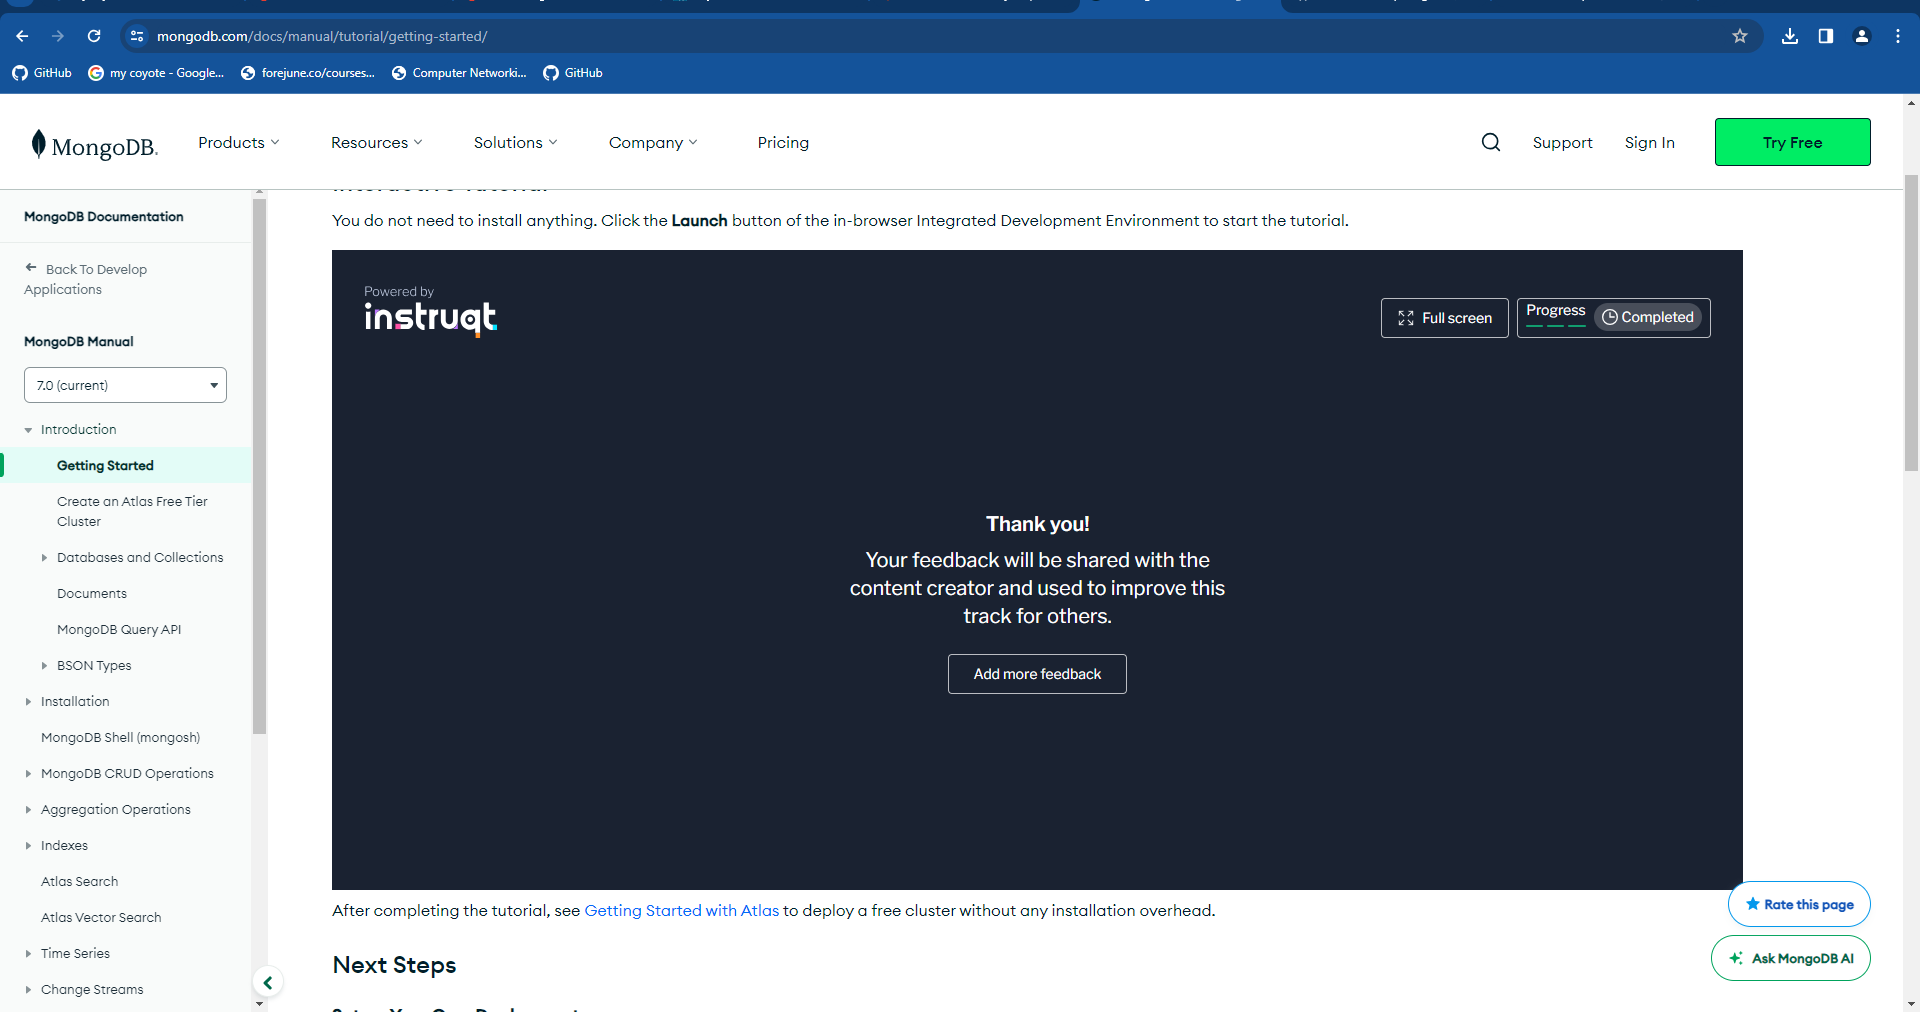 mongodb.com/docs/manual/tutorial/getting-started/
GitHub
my coyote - Google...
forejune.co/courses...
Computer Networki...
GitHub
MongoDB.
Products
Resources
Solutions
Company
Pricing
Support
Sign In
Try Free
MongoDB Documentation
Back To Develop
Applications
MongoDB Manual
7.0 (current)
Introduction
Getting Started
Create an Atlas Free Tier
Cluster
Databases and Collections
Documents
MongoDB Query API
BSON Types
Installation
MongoDB Shell (mongosh)
MongoDB CRUD Operations
Aggregation Operations
Indexes
Atlas Search
Atlas Vector Search
Time Series
Change Streams
Interactive Tutorial
You do not need to install anything. Click the Launch button of the in-browser Integrated Development Environment to start the tutorial.
Powered by
instruqt
Full screen
Progress
Completed
Thank you!
Your feedback will be shared with the
content creator and used to improve this
track for others.
Add more feedback
After completing the tutorial, see Getting Started with Atlas to deploy a free cluster without any installation overhead.
Rate this page
Ask MongoDB AI
Next Steps